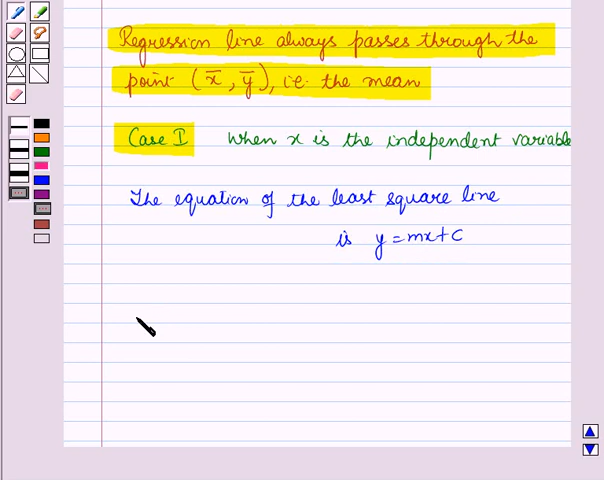 Regression line always passes through the
point (x̄, ȳ), i.e. the mean
Case I When x is the independent variable
The equation of the least square line
is y = mx + c